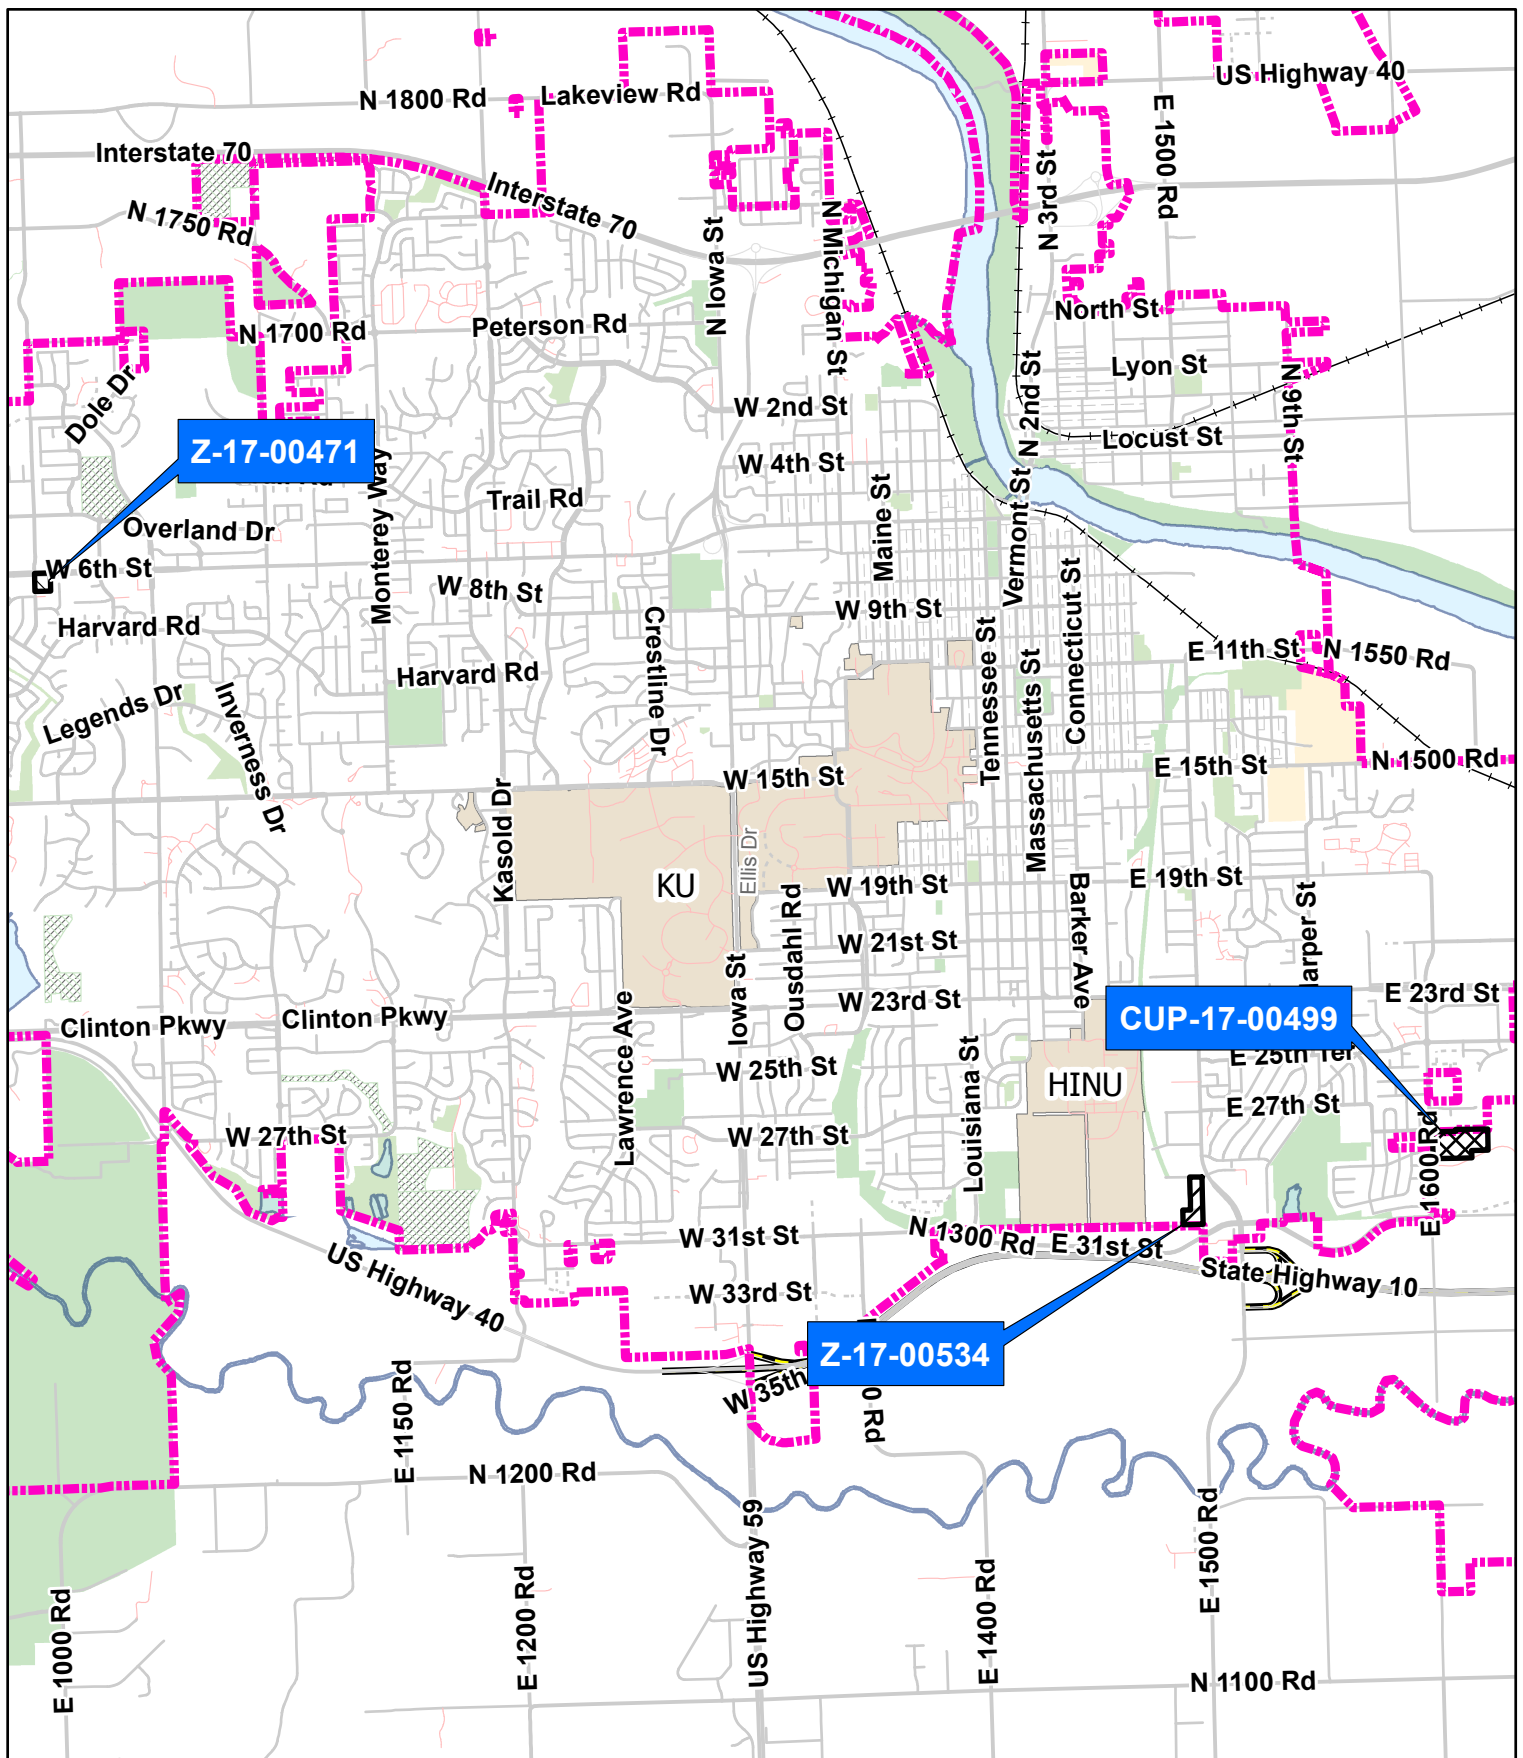 US Highway 40
N 1800 Rd
Lakeview Rd
E 1500 Rd
Interstate 70
Interstate 70
N 3rd St
N 1750 Rd
N Iowa St
N Michigan St
North St
N 1700 Rd
Peterson Rd
Lyon St
Dole Dr
N 2nd St
N 9th St
W 2nd St
Locust St
Z-17-00471
W 4th St
Monterey Way
Trail Rd
Maine St
Vermont St
Overland Dr
W 6th St
W 8th St
Connecticut St
W 9th St
Harvard Rd
Crestline Dr
Tennessee St
E 11th St
N 1550 Rd
Harvard Rd
Massachusetts St
Legends Dr
Inverness Dr
W 15th St
E 15th St
N 1500 Rd
Kasold Dr
Ellis Dr
KU
W 19th St
E 19th St
Barker Ave
Ousdahl Rd
W 21st St
Iowa St
W 23rd St
E 23rd St
CUP-17-00499
Clinton Pkwy
Clinton Pkwy
Lawrence Ave
E 25th Ter
W 25th St
Louisiana St
HINU
E 27th St
W 27th St
W 27th St
E 1600 Rd
W 31st St
N 1300 Rd
E 31st St
US Highway 40
State Highway 10
W 33rd St
Z-17-00534
W 35th
0 Rd
E 1150 Rd
N 1200 Rd
US Highway 59
E 1500 Rd
E 1000 Rd
E 1200 Rd
E 1400 Rd
N 1100 Rd